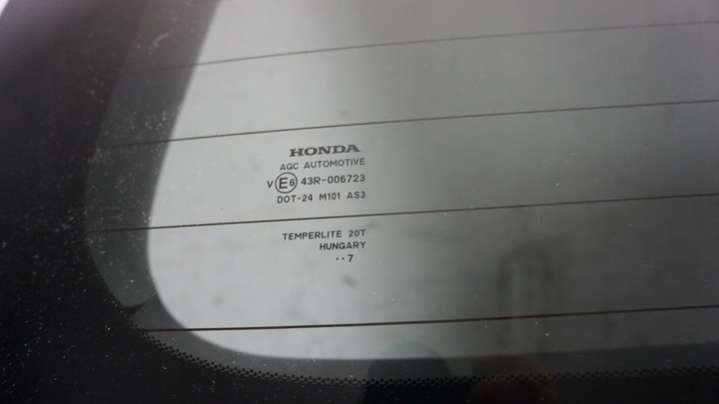 HONDA
AGC AUTOMOTIVE
V E6 43R-006723
DOT-24 M101 AS3
TEMPERLITE 20T
HUNGARY
··7